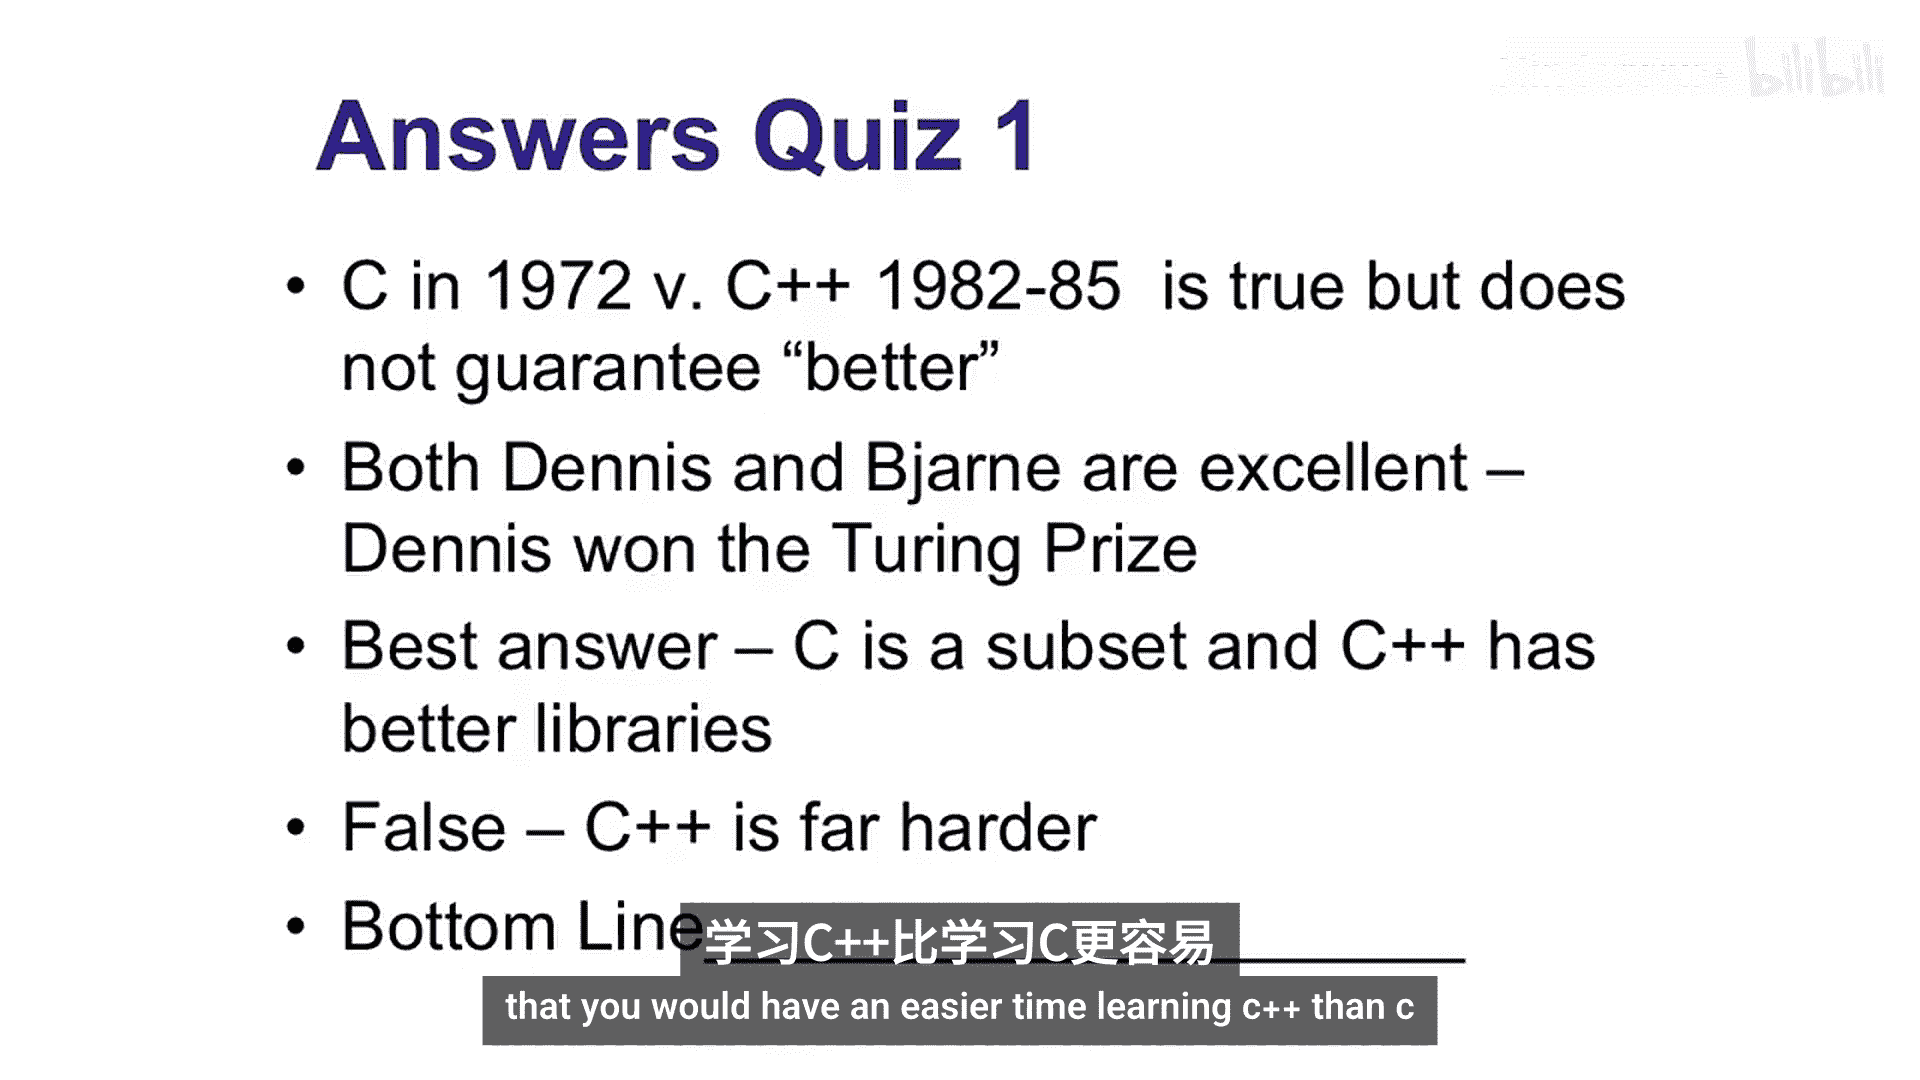 bilibili
Answers Quiz 1
• C in 1972 v. C++ 1982-85 is true but does
not guarantee “better”
• Both Dennis and Bjarne are excellent –
Dennis won the Turing Prize
• Best answer – C is a subset and C++ has
better libraries
• False – C++ is far harder
• Bottom Line
学习C++比学习C更容易
that you would have an easier time learning c++ than c